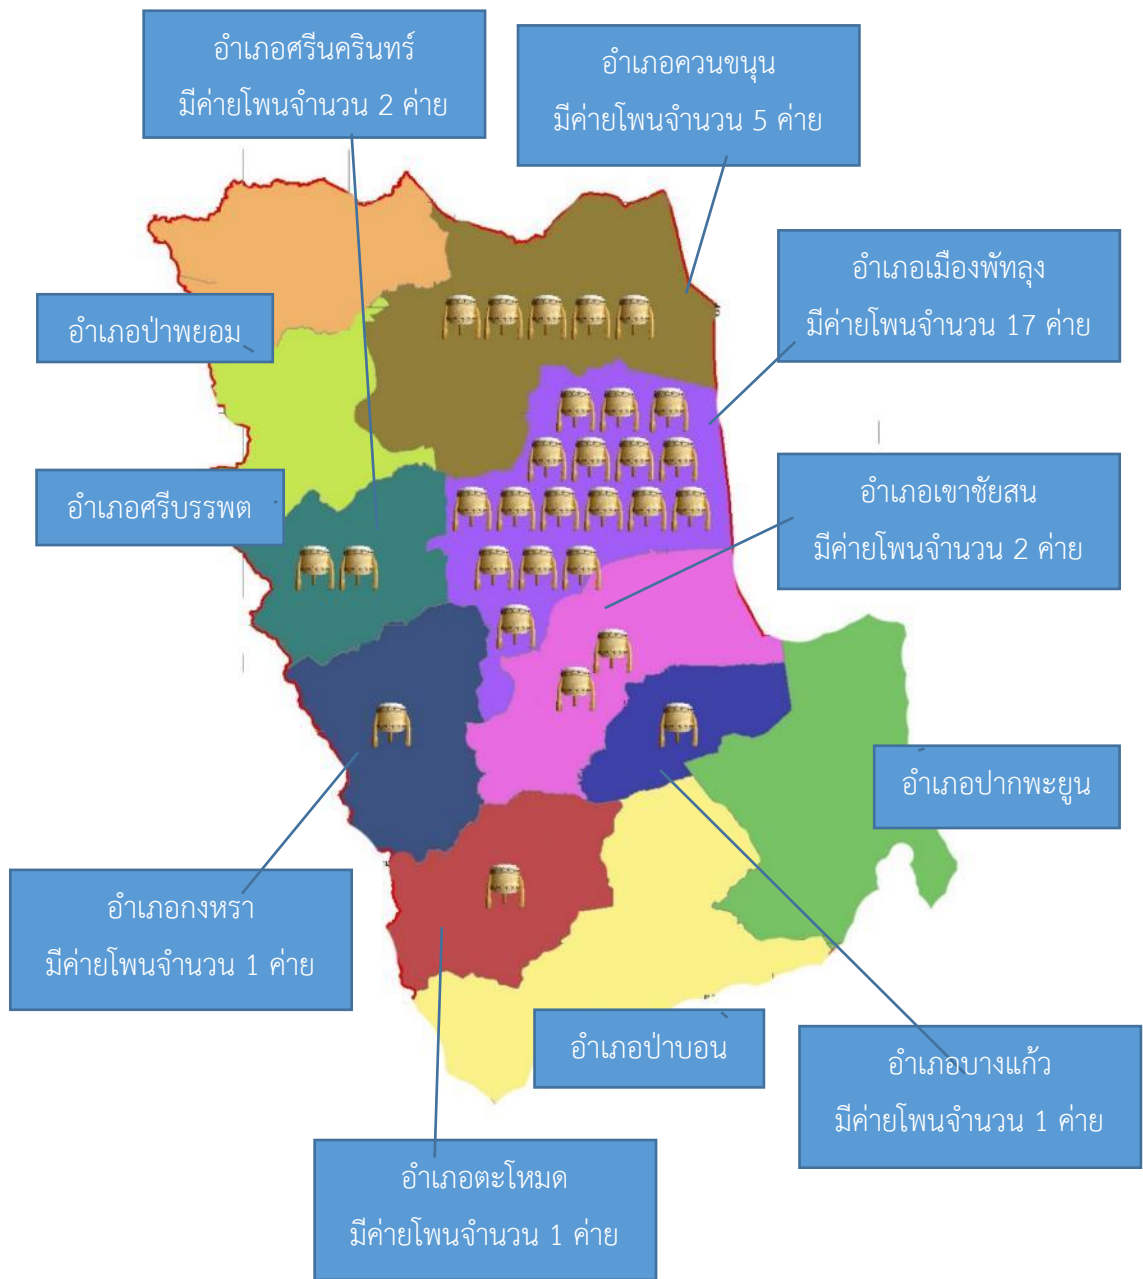 อำเภอศรีนครินทร์
มีค่ายโพนจำนวน 2 ค่าย
อำเภอควนขนุน
มีค่ายโพนจำนวน 5 ค่าย
อำเภอเมืองพัทลุง
มีค่ายโพนจำนวน 17 ค่าย
อำเภอป่าพยอม
อำเภอศรีบรรพต
อำเภอเขาชัยสน
มีค่ายโพนจำนวน 2 ค่าย
อำเภอปากพะยูน
อำเภอกงหรา
มีค่ายโพนจำนวน 1 ค่าย
อำเภอป่าบอน
อำเภอบางแก้ว
มีค่ายโพนจำนวน 1 ค่าย
อำเภอตะโหมด
มีค่ายโพนจำนวน 1 ค่าย